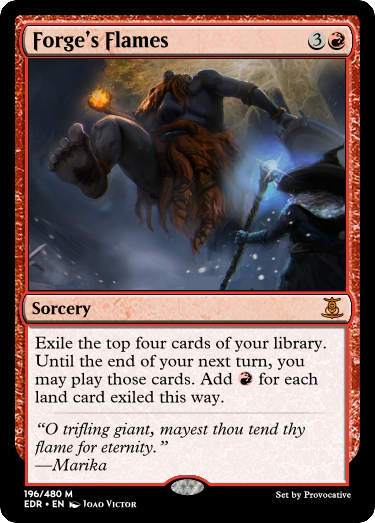 Forge's Flames 3
Sorcery
Exile the top four cards of your library.
Until the end of your next turn, you
may play those cards. Add for each
land card exiled this way.
“O trifling giant, mayest thou tend thy
flame for eternity.”
—Marika
196/480 M
EDR • EN Joao Victor
Set by Provocative